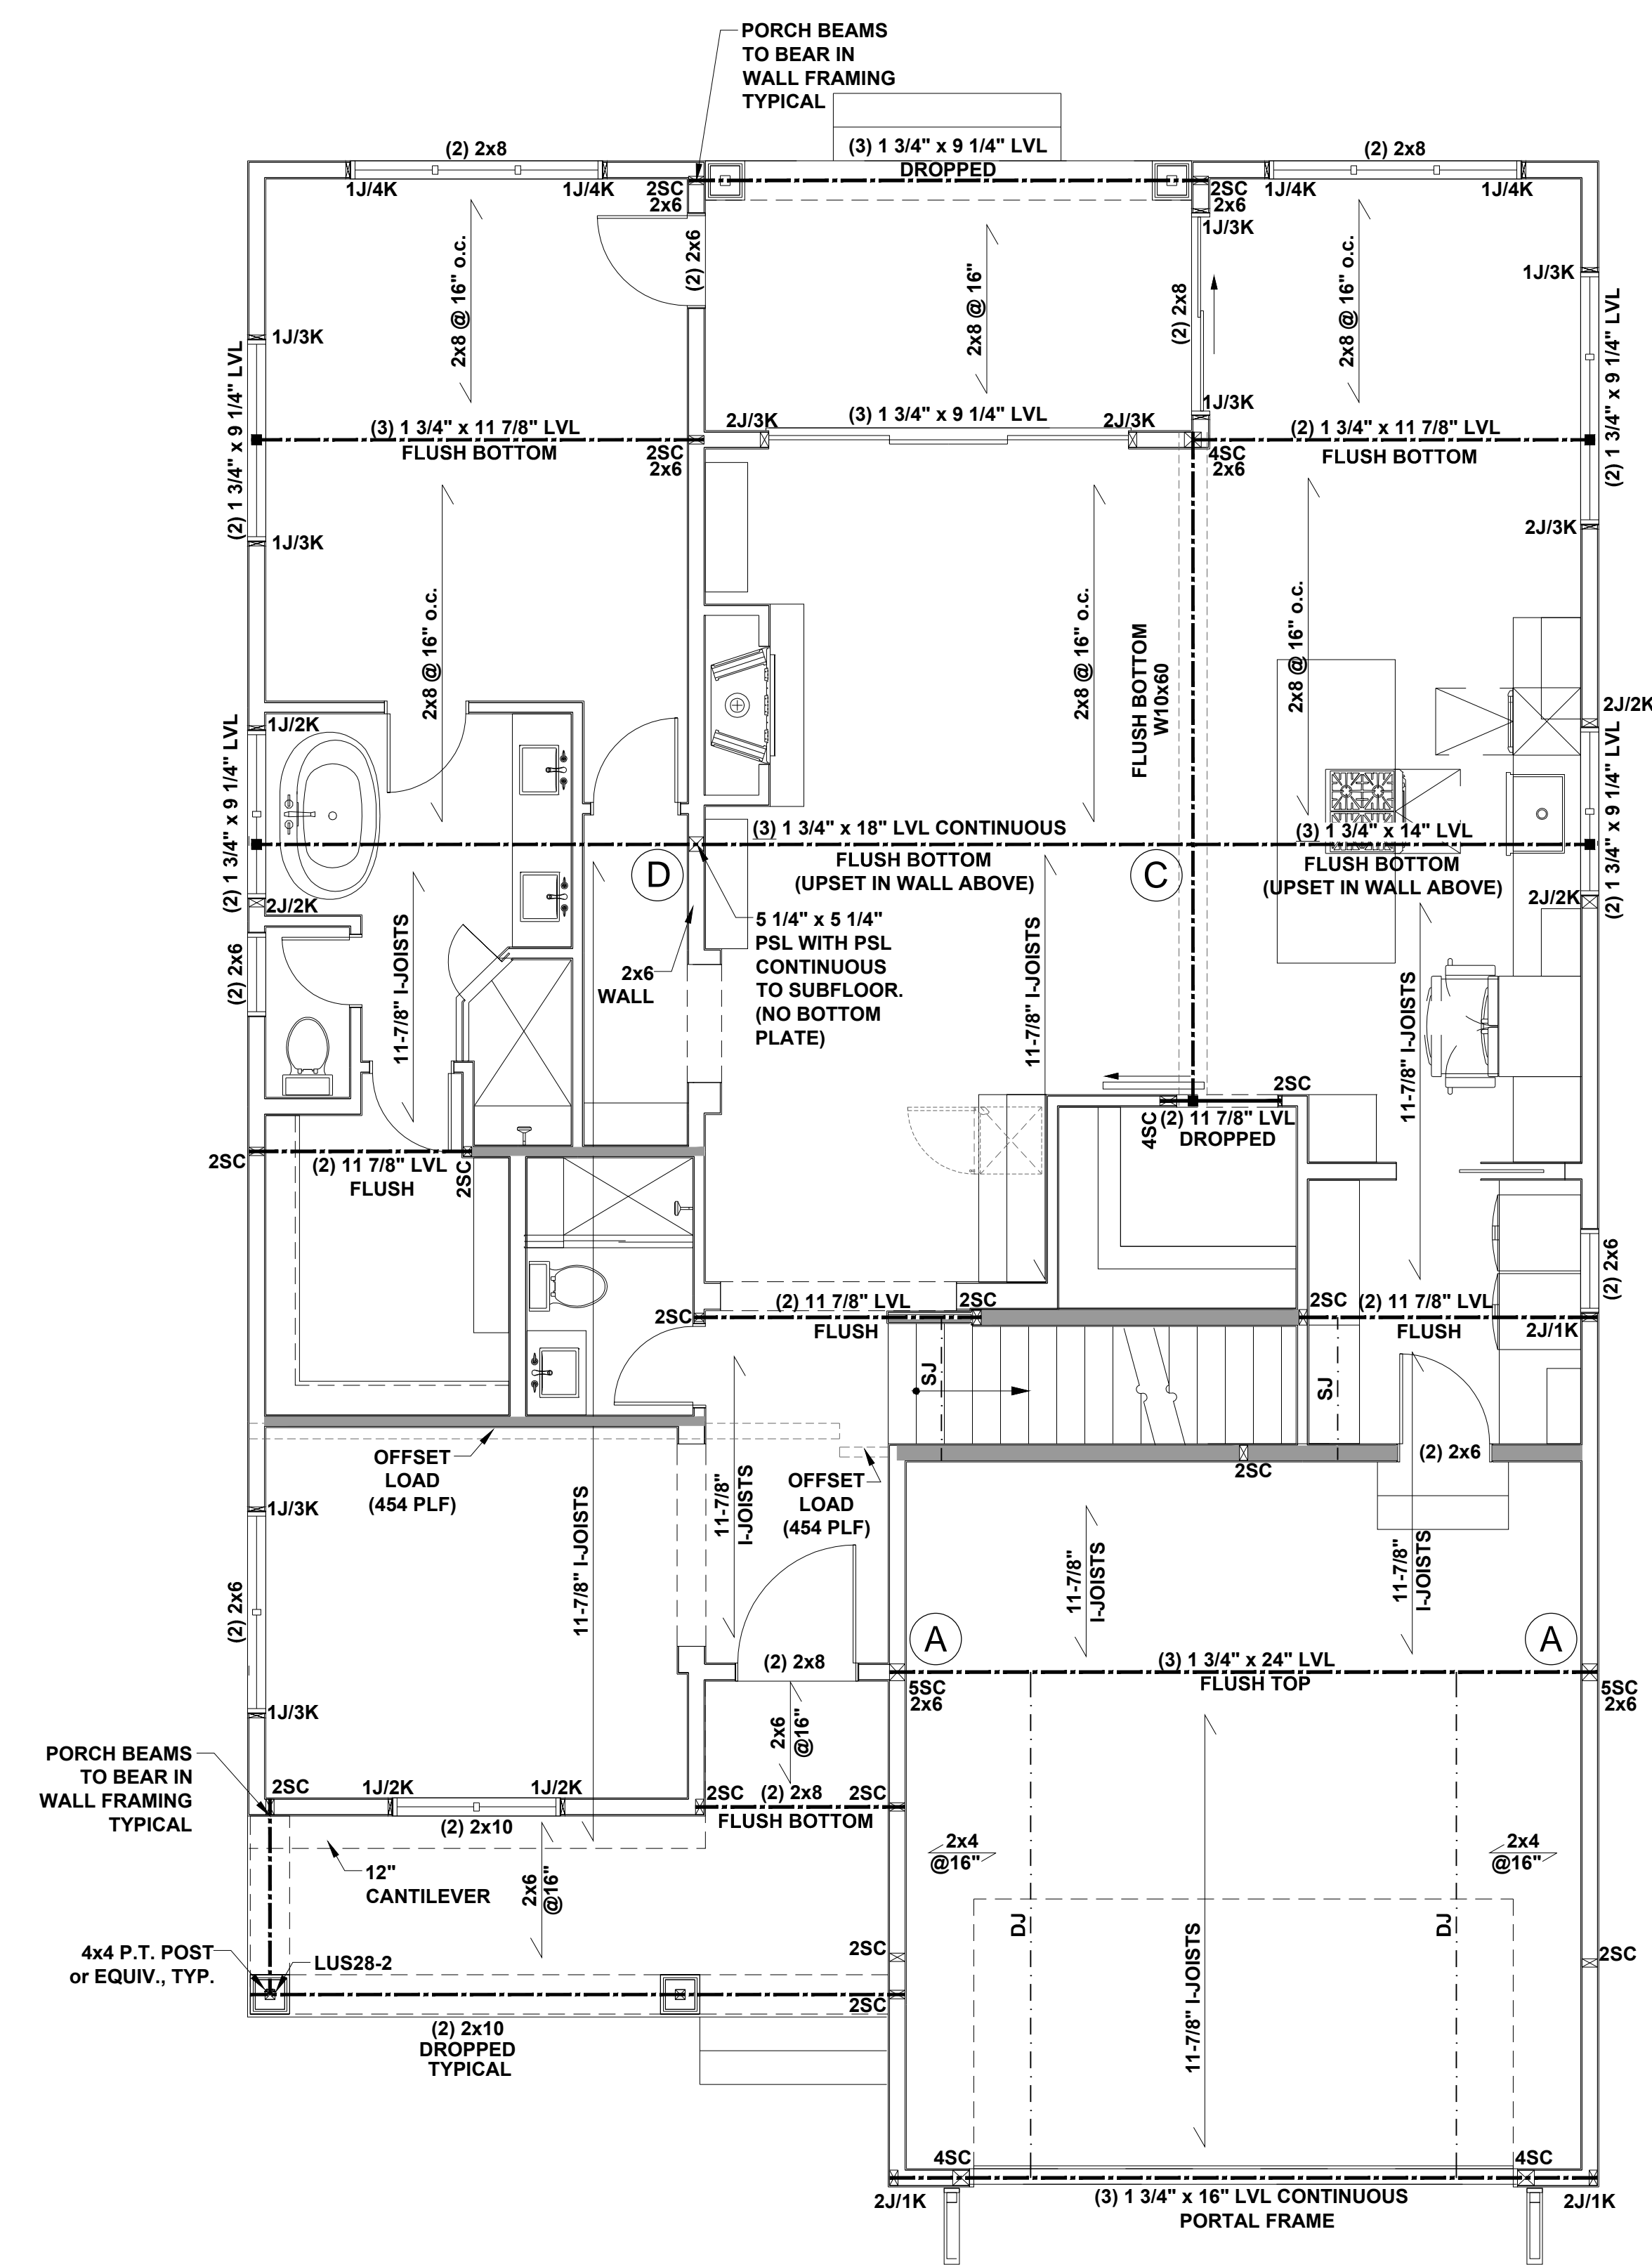 PORCH BEAMS
TO BEAR IN
WALL FRAMING
TYPICAL
(2) 2x8
(3) 1 3/4" x 9 1/4" LVL
DROPPED
(2) 2x8
1J/4K
1J/4K
2SC
2x6
2SC
2x6
1J/4K
1J/4K
1J/3K
2x8 @ 16" o.c.
(2) 2x6
2x8 @ 16"
(2) 2x8
2x8 @ 16" o.c.
1J/3K
1J/3K
(2) 1 3/4" x 9 1/4" LVL
(2) 1 3/4" x 9 1/4" LVL
1J/3K
(3) 1 3/4" x 11 7/8" LVL
FLUSH BOTTOM
2SC
2x6
2J/3K
(3) 1 3/4" x 9 1/4" LVL
2J/3K
4SC
2x6
(2) 1 3/4" x 11 7/8" LVL
FLUSH BOTTOM
1J/3K
2J/3K
2x8 @ 16" o.c.
2x8 @ 16" o.c.
FLUSH BOTTOM
W10x60
2x8 @ 16" o.c.
1J/2K
2J/2K
(2) 1 3/4" x 9 1/4" LVL
(2) 1 3/4" x 9 1/4" LVL
(3) 1 3/4" x 18" LVL CONTINUOUS
FLUSH BOTTOM
(UPSET IN WALL ABOVE)
(3) 1 3/4" x 14" LVL
FLUSH BOTTOM
(UPSET IN WALL ABOVE)
D
C
2J/2K
2J/2K
5 1/4" x 5 1/4"
PSL WITH PSL
CONTINUOUS
TO SUBFLOOR.
(NO BOTTOM
PLATE)
2x6
WALL
(2) 2x6
11-7/8" I-JOISTS
11-7/8" I-JOISTS
11-7/8" I-JOISTS
2SC
4SC
(2) 11 7/8" LVL
DROPPED
2SC
(2) 11 7/8" LVL
FLUSH
2SC
(2) 2x6
2SC
(2) 11 7/8" LVL
FLUSH
2SC
2SC
(2) 11 7/8" LVL
FLUSH
2J/1K
SJ
SJ
OFFSET
LOAD
(454 PLF)
OFFSET
LOAD
(454 PLF)
2SC
(2) 2x6
1J/3K
11-7/8" I-JOISTS
11-7/8"
I-JOISTS
11-7/8"
I-JOISTS
11-7/8"
I-JOISTS
(2) 2x6
A
A
(2) 2x8
(3) 1 3/4" x 24" LVL
FLUSH TOP
5SC
2x6
5SC
2x6
1J/3K
2x6
@16"
PORCH BEAMS
TO BEAR IN
WALL FRAMING
TYPICAL
2SC
1J/2K
1J/2K
2SC
(2) 2x8
2SC
FLUSH BOTTOM
(2) 2x10
12"
CANTILEVER
2x6
@16"
2x4
@16"
2x4
@16"
DJ
DJ
11-7/8" I-JOISTS
4x4 P.T. POST
or EQUIV., TYP.
LUS28-2
2SC
2SC
2SC
(2) 2x10
DROPPED
TYPICAL
4SC
4SC
2J/1K
(3) 1 3/4" x 16" LVL CONTINUOUS
PORTAL FRAME
2J/1K